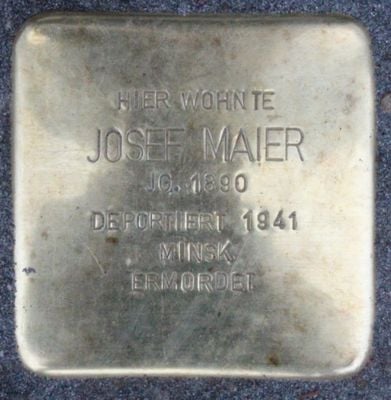 HIER WOHNTE
JOSEF MAIER
JG. 1890
DEPORTIERT 1941
MINSK
ERMORDET